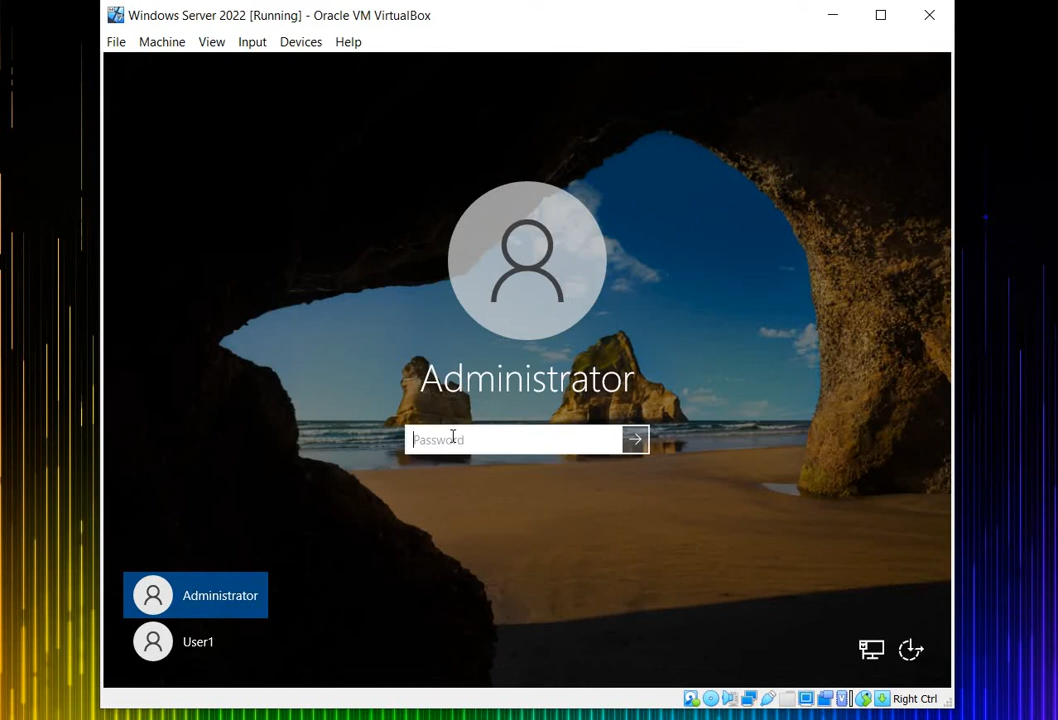 Windows Server 2022 [Running] - Oracle VM VirtualBox
File Machine View Input Devices Help
Administrator
Password
Administrator
User1
Right Ctrl